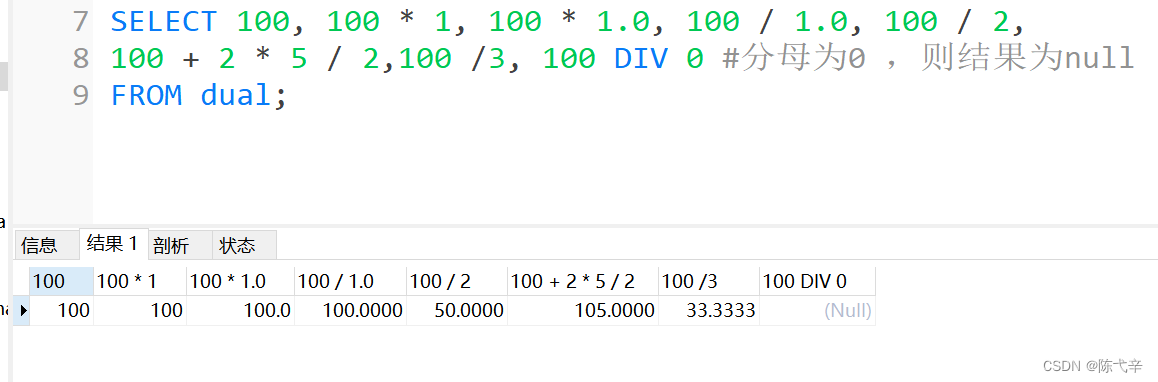 7 SELECT 100, 100 * 1, 100 * 1.0, 100 / 1.0, 100 / 2,
8 100 + 2 * 5 / 2,100 /3, 100 DIV 0 #分母为0 ，则结果为null
9 FROM dual;
a
信息 结果 1 剖析 状态
100 100 * 1 100 * 1.0 100 / 1.0 100 / 2 100 + 2 * 5 / 2 100 /3 100 DIV 0
100 100 100.0 100.0000 50.0000 105.0000 33.3333 (Null)
CSDN @陈弋辛